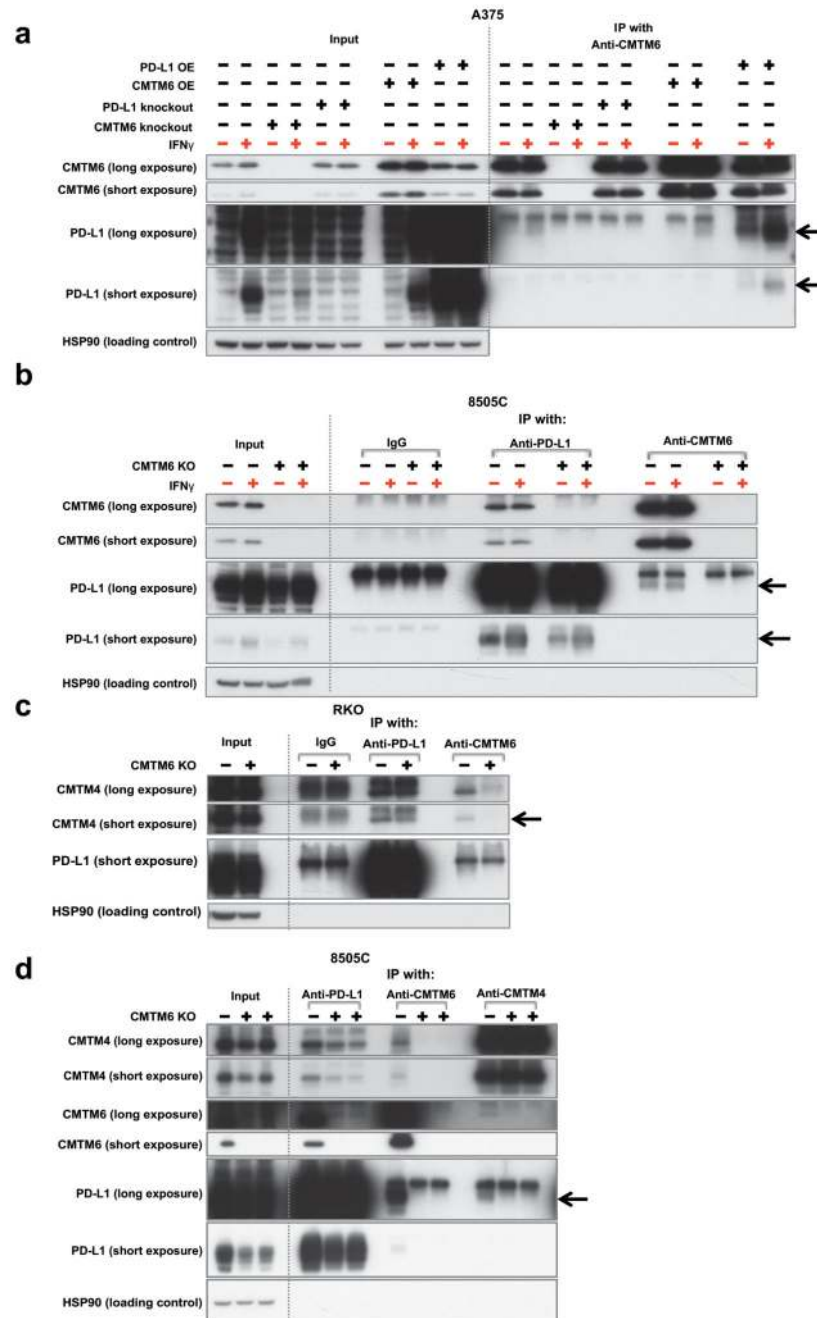 a
A375
Input
IP with
Anti-CMTM6
PD-L1 OE − − − − − − − − + + − − − − − − − − + +
CMTM6 OE − − − − − − + + − − − − − − − − + + − −
PD-L1 knockout − − − − + + − − − − − − − − + + − − − −
CMTM6 knockout − − + + − − − − − − − − + + − − − − − −
IFNγ − + − + − + − + − + − + − + − + − + − +
CMTM6 (long exposure)
CMTM6 (short exposure)
PD-L1 (long exposure)
PD-L1 (short exposure)
HSP90 (loading control)
b
8505C
IP with:
Input IgG Anti-PD-L1 Anti-CMTM6
CMTM6 KO − − + + − − + + − − + + − − + +
IFNγ − + − + − + − + − + − + − + − +
CMTM6 (long exposure)
CMTM6 (short exposure)
PD-L1 (long exposure)
PD-L1 (short exposure)
HSP90 (loading control)
c
RKO
IP with:
Input IgG Anti-PD-L1 Anti-CMTM6
CMTM6 KO − + − + − + − +
CMTM4 (long exposure)
CMTM4 (short exposure)
PD-L1 (short exposure)
HSP90 (loading control)
d
8505C
IP with:
Input Anti-PD-L1 Anti-CMTM6 Anti-CMTM4
CMTM6 KO − + + − + + − + + − + +
CMTM4 (long exposure)
CMTM4 (short exposure)
CMTM6 (long exposure)
CMTM6 (short exposure)
PD-L1 (long exposure)
PD-L1 (short exposure)
HSP90 (loading control)